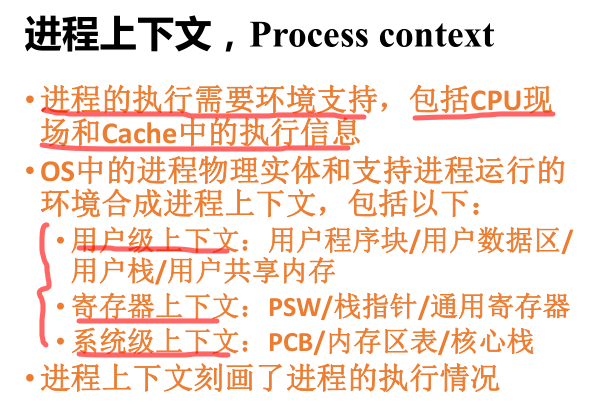 进程上下文，Process context
•进程的执行需要环境支持，包括CPU现
场和Cache中的执行信息
•OS中的进程物理实体和支持进程运行的
环境合成进程上下文，包括以下：
•用户级上下文：用户程序块/用户数据区/
用户栈/用户共享内存
•寄存器上下文：PSW/栈指针/通用寄存器
•系统级上下文：PCB/内存区表/核心栈
•进程上下文刻画了进程的执行情况